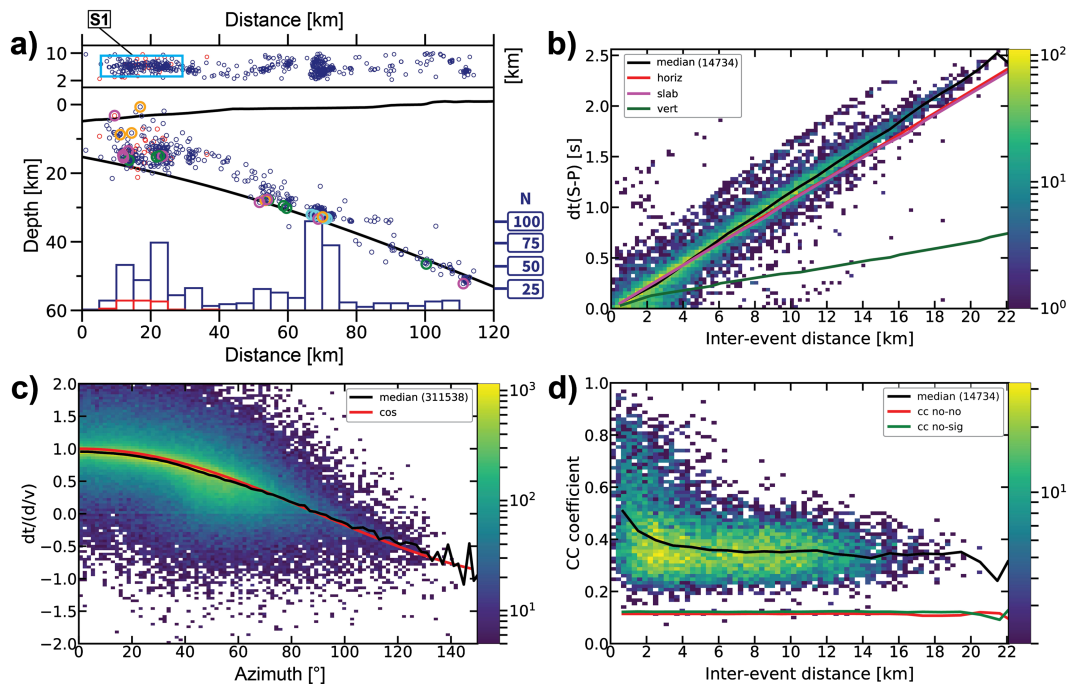 S1
Distance [km]
a)
10
2
[km]
0
20
40
60
Depth [km]
N
100
75
50
25
0 20 40 60 80 100 120
Distance [km]
b)
2.5
2.0
1.5
1.0
0.5
0.0
dt(S-P) [s]
median (14734)
horiz
slab
vert
10²
10¹
10⁰
0 2 4 6 8 10 12 14 16 18 20 22
Inter-event distance [km]
c)
2.0
1.5
1.0
0.5
0.0
−0.5
−1.0
−1.5
−2.0
dt/(d/v)
median (311538)
cos
10³
10²
10¹
0 20 40 60 80 100 120 140
Azimuth [°]
d)
1.0
0.8
0.6
0.4
0.2
0.0
CC coefficient
median (14734)
cc no-no
cc no-sig
10¹
0 2 4 6 8 10 12 14 16 18 20 22
Inter-event distance [km]